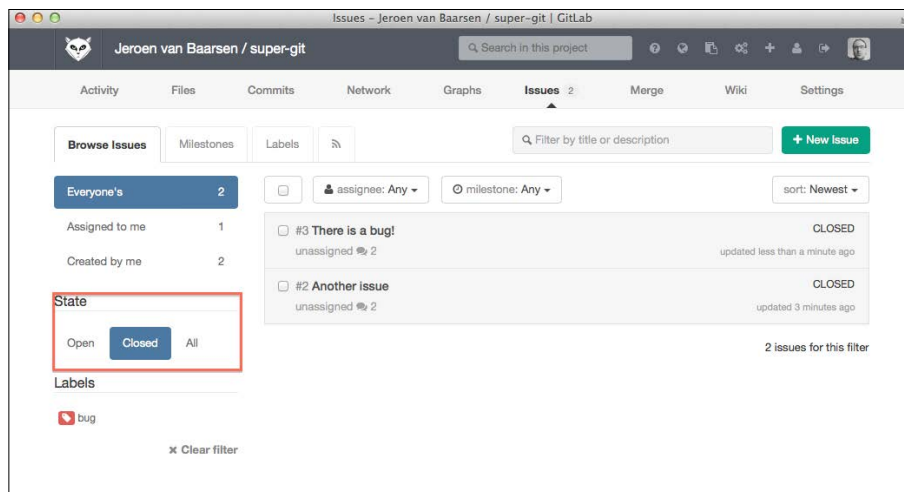 Issues - Jeroen van Baarsen / super-git | GitLab
Jeroen van Baarsen / super-git
Search in this project
Activity Files Commits Network Graphs Issues 2 Merge Wiki Settings
Browse Issues Milestones Labels
Filter by title or description
+ New Issue
Everyone's 2
assignee: Any
milestone: Any
sort: Newest
Assigned to me 1
Created by me 2
#3 There is a bug! CLOSED
unassigned 2 updated less than a minute ago
#2 Another issue CLOSED
unassigned 2 updated 3 minutes ago
2 issues for this filter
State
Open Closed All
Labels
bug
x Clear filter